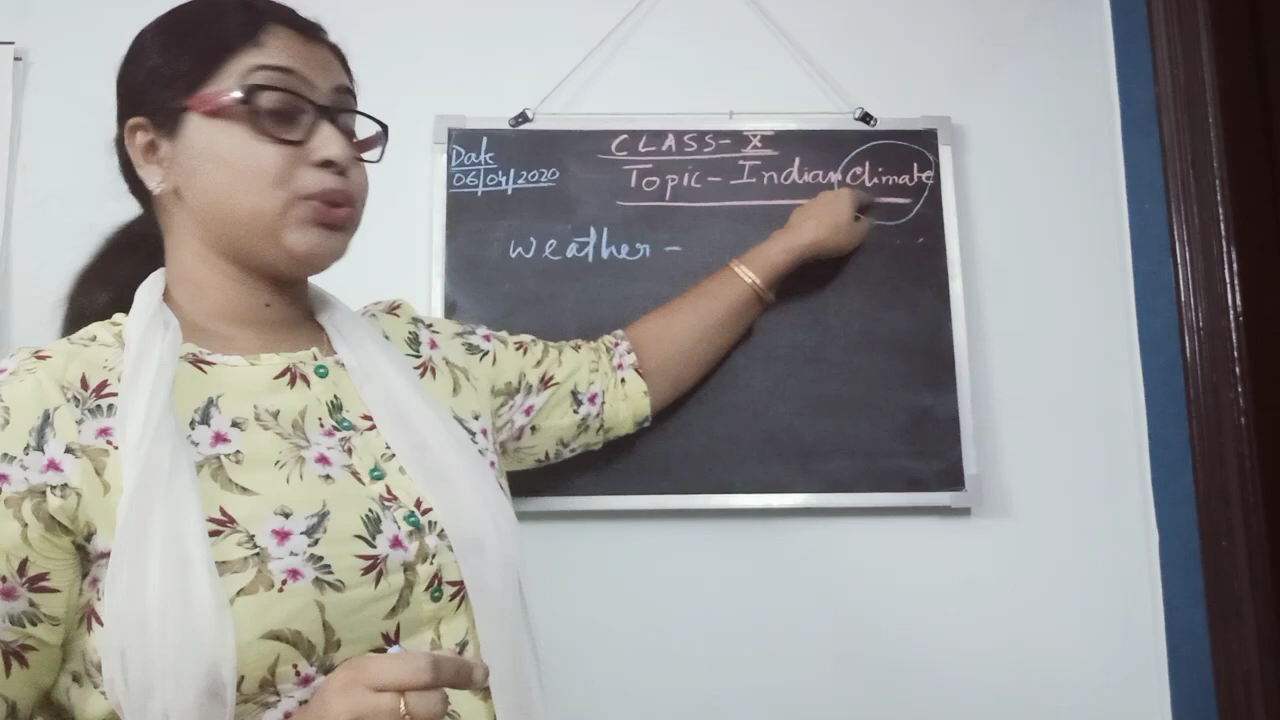 CLASS-X
Date
06/04/2020
Topic - Indian Climate
Weather -